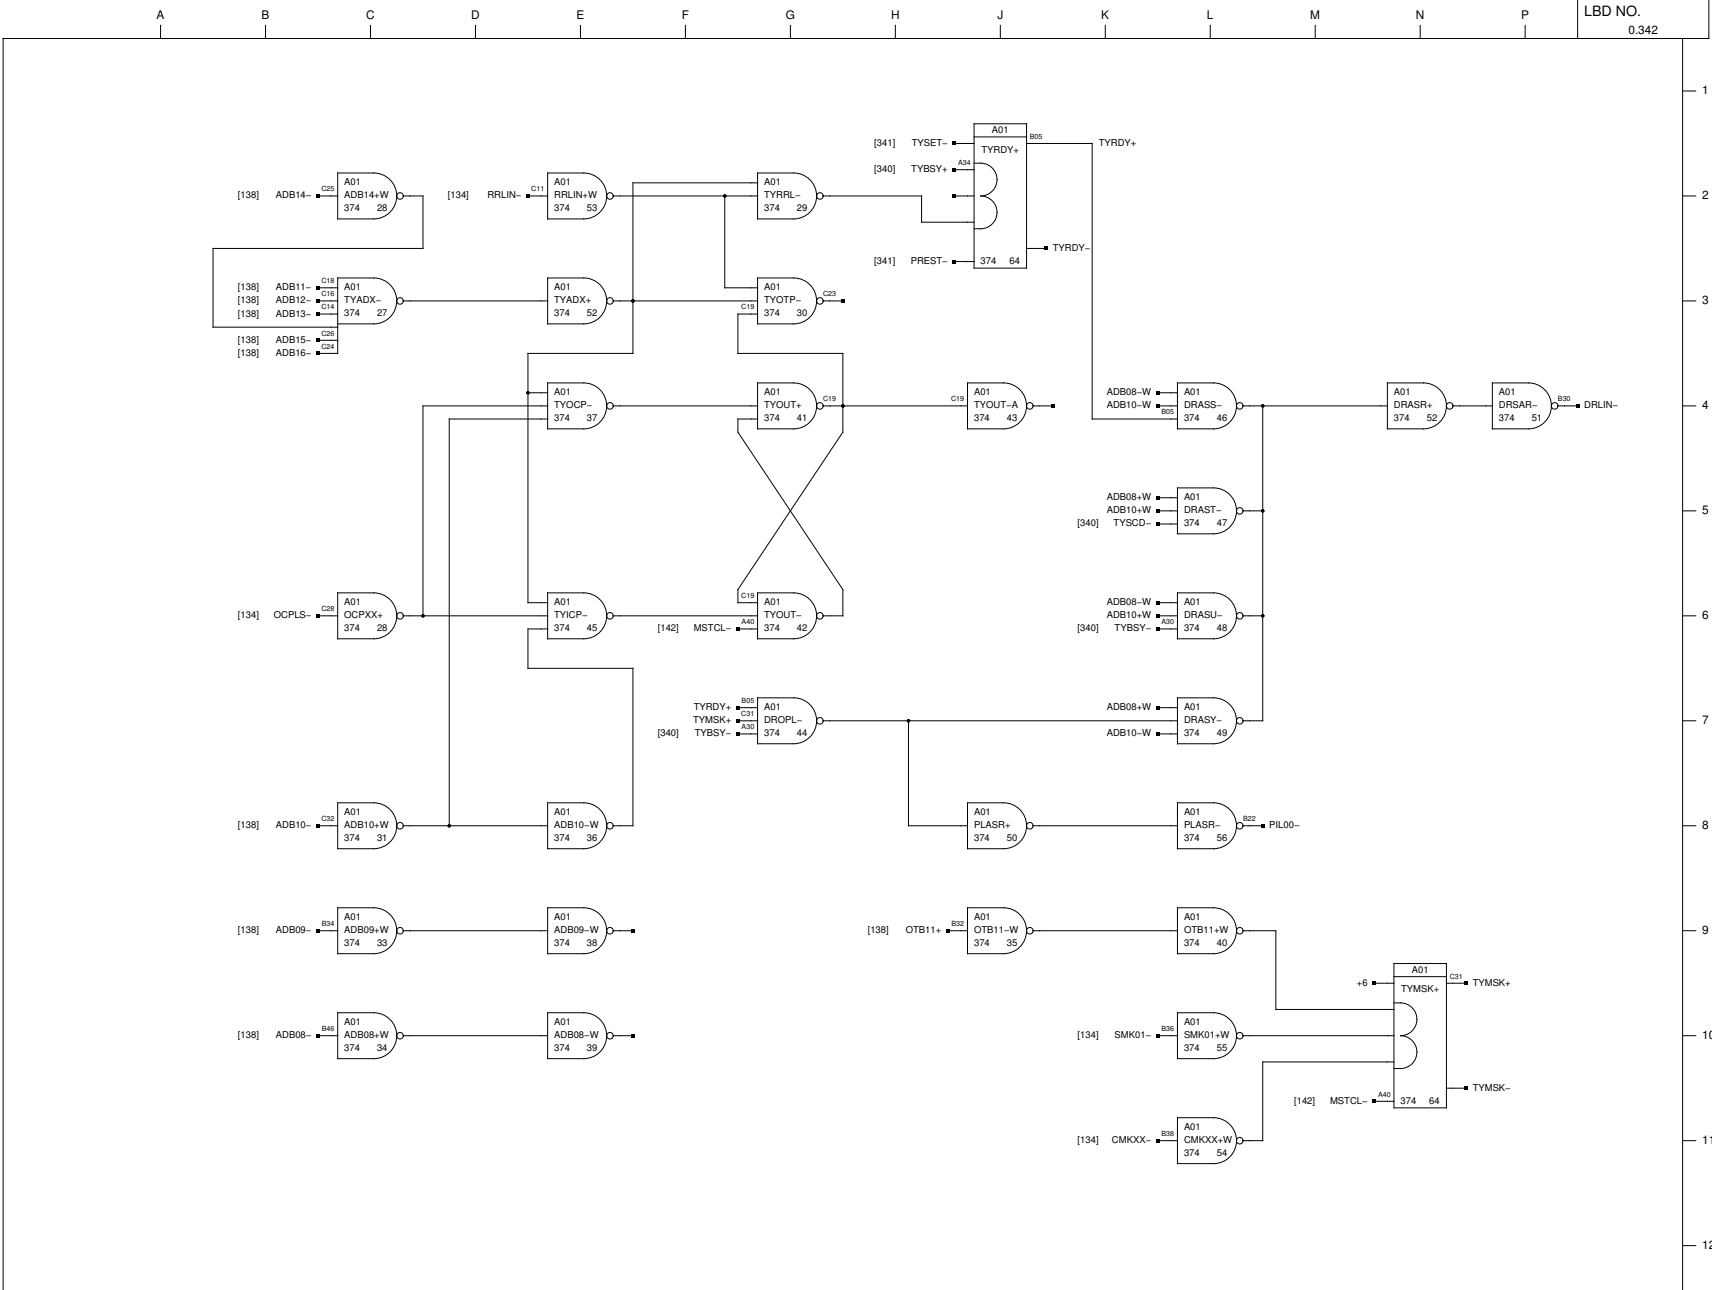 A B C D E F G H J K L M N P LBD NO.
0.342
1
A01
[341] TYSET− TYRDY+ B05 TYRDY+
[340] TYBSY+ A34
A01 A01 A01
[138] ADB14− C25 ADB14+W [134] RRLIN− C11 RRLIN+W TYRRL− 2
374 28 374 53 374 29
TYRDY−
[341] PREST− 374 64
[138] ADB11− C18 A01 A01 A01
[138] ADB12− C16 TYADX− TYADX+ TYOTP− C23 3
[138] ADB13− C14 374 27 374 52 C19 374 30
[138] ADB15− C26
[138] ADB16− C24
A01 A01 A01 ADB08−W A01 A01 A01
TYOCP− TYOUT+ C19 C19 TYOUT−A ADB10−W DRASS− DRASR+ DRSAR− B30 DRLIN− 4
374 37 374 41 374 43 B05 374 46 374 52 374 51
ADB08+W A01
ADB10+W DRAST− 5
[340] TYSCD− 374 47
A01 A01 C19 A01 ADB08−W A01
[134] OCPLS− C28 OCPXX+ TYICP− TYOUT− ADB10+W DRASU− 6
374 28 374 45 [142] MSTCL− A40 374 42 [340] TYBSY− A30 374 48
TYRDY+ B05 A01 ADB08+W A01
TYMSK+ C31 DROPL− DRASY− 7
[340] TYBSY− A30 374 44 ADB10−W 374 49
A01 A01 A01 A01
[138] ADB10− C32 ADB10+W ADB10−W PLASR+ PLASR− B22 PIL00− 8
374 31 374 36 374 50 374 56
A01 A01 A01 A01
[138] ADB09− B34 ADB09+W ADB09−W [138] OTB11+ B32 OTB11−W OTB11+W 9
374 33 374 38 374 35 374 40
A01
+6 TYMSK+ C31 TYMSK+
A01 A01 A01
[138] ADB08− B46 ADB08+W ADB08−W [134] SMK01− B36 SMK01+W 10
374 34 374 39 374 55
TYMSK−
[142] MSTCL− A40 374 64
A01
[134] CMKXX− B38 CMKXX+W 11
374 54
12